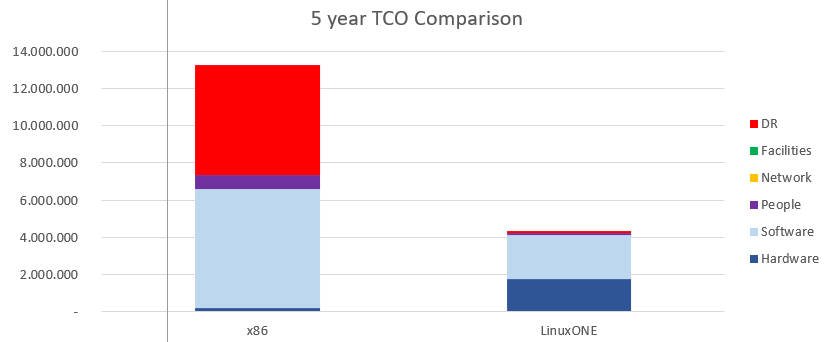 5 year TCO Comparison
14.000.000
12.000.000
10.000.000
8.000.000
6.000.000
4.000.000
2.000.000
-
x86
LinuxONE
DR
Facilities
Network
People
Software
Hardware